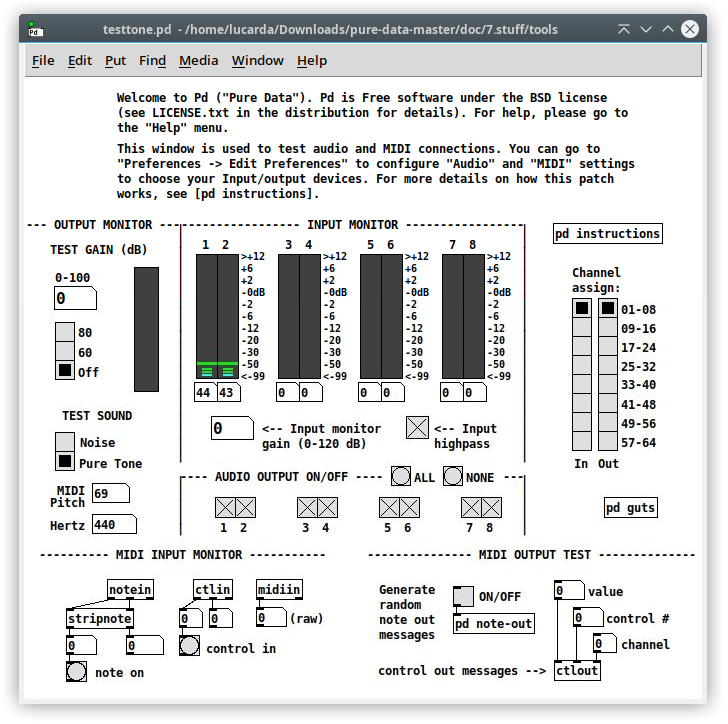 testtone.pd - /home/lucarda/Downloads/pure-data-master/doc/7.stuff/tools
Pd
File Edit Put Find Media Window Help
Welcome to Pd ("Pure Data"). Pd is Free software under the BSD license
(see LICENSE.txt in the distribution for details). For help, please go to
the "Help" menu.
This window is used to test audio and MIDI connections. You can go to
"Preferences -> Edit Preferences" to configure "Audio" and "MIDI" settings
to choose your Input/output devices. For more details on how this patch
works, see [pd instructions].
--- OUTPUT MONITOR ---
TEST GAIN (dB)
0-100
0
80
60
Off
TEST SOUND
Noise
Pure Tone
MIDI
Pitch
69
Hertz
440
----------------- INPUT MONITOR -----------------
1 2 3 4 5 6 7 8
>+12 >+12 >+12 >+12
+6 +6 +6 +6
+2 +2 +2 +2
-0dB -0dB -0dB -0dB
-2 -2 -2 -2
-6 -6 -6 -6
-12 -12 -12 -12
-20 -20 -20 -20
-30 -30 -30 -30
-50 -50 -50 -50
<-99 <-99 <-99 <-99
44 43 0 0 0 0 0 0
0
<-- Input monitor
gain (0-120 dB)
<-- Input
highpass
---- AUDIO OUTPUT ON/OFF ---- ALL NONE ---
1 2 3 4 5 6 7 8
pd instructions
Channel
assign:
01-08
09-16
17-24
25-32
33-40
41-48
49-56
57-64
In Out
pd guts
---------- MIDI INPUT MONITOR -----------
notein
stripnote
0 0
note on
ctlin
0 0
control in
midiin
0 (raw)
--------------- MIDI OUTPUT TEST --------------
Generate
random
note out
messages
ON/OFF
pd note-out
0 value
0 control #
0 channel
control out messages --> ctlout